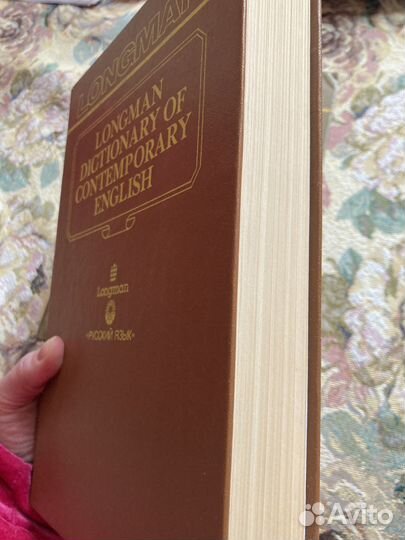 LONGMAN
LONGMAN
DICTIONARY OF
CONTEMPORARY
ENGLISH
Longman
«РУССКИЙ ЯЗЫК»
Avito